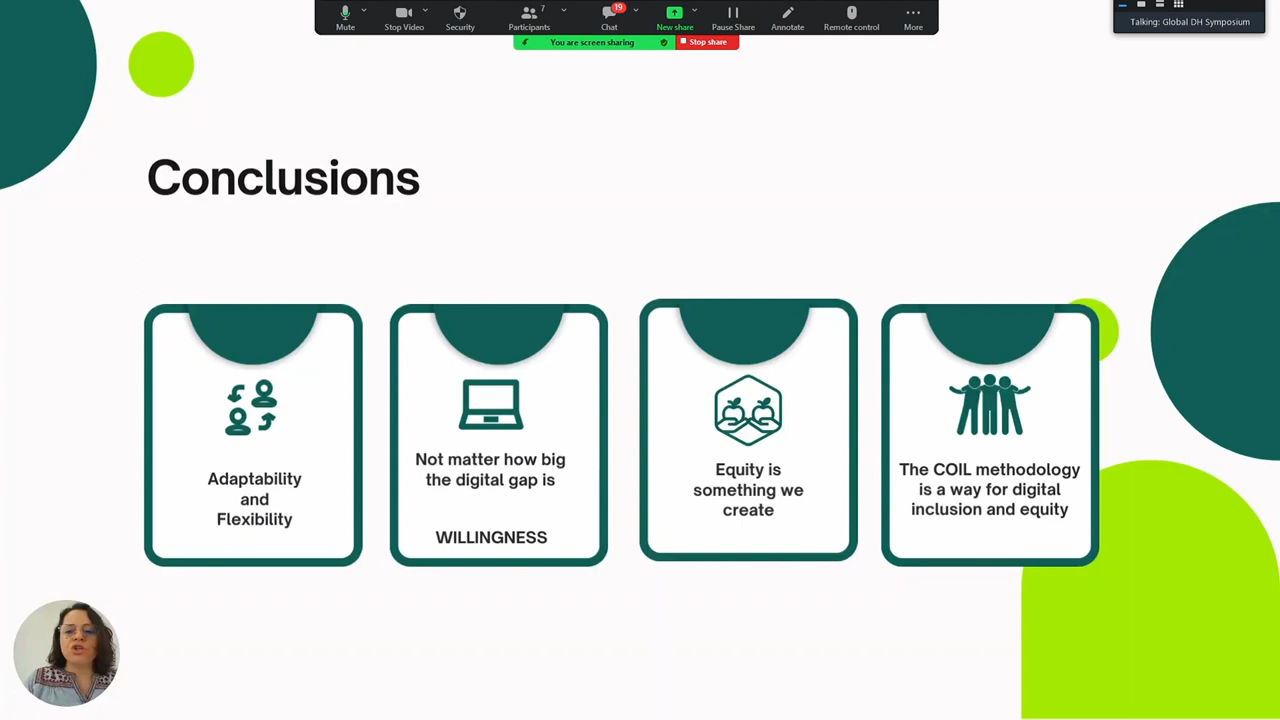 Mute
Stop Video
Security
Participants
7
Chat
19
New share
Pause Share
Annotate
Remote control
More
Talking: Global DH Symposium
You are screen sharing
Stop share
Conclusions
Adaptability
and
Flexibility
Not matter how big
the digital gap is
WILLINGNESS
Equity is
something we
create
The COIL methodology
is a way for digital
inclusion and equity